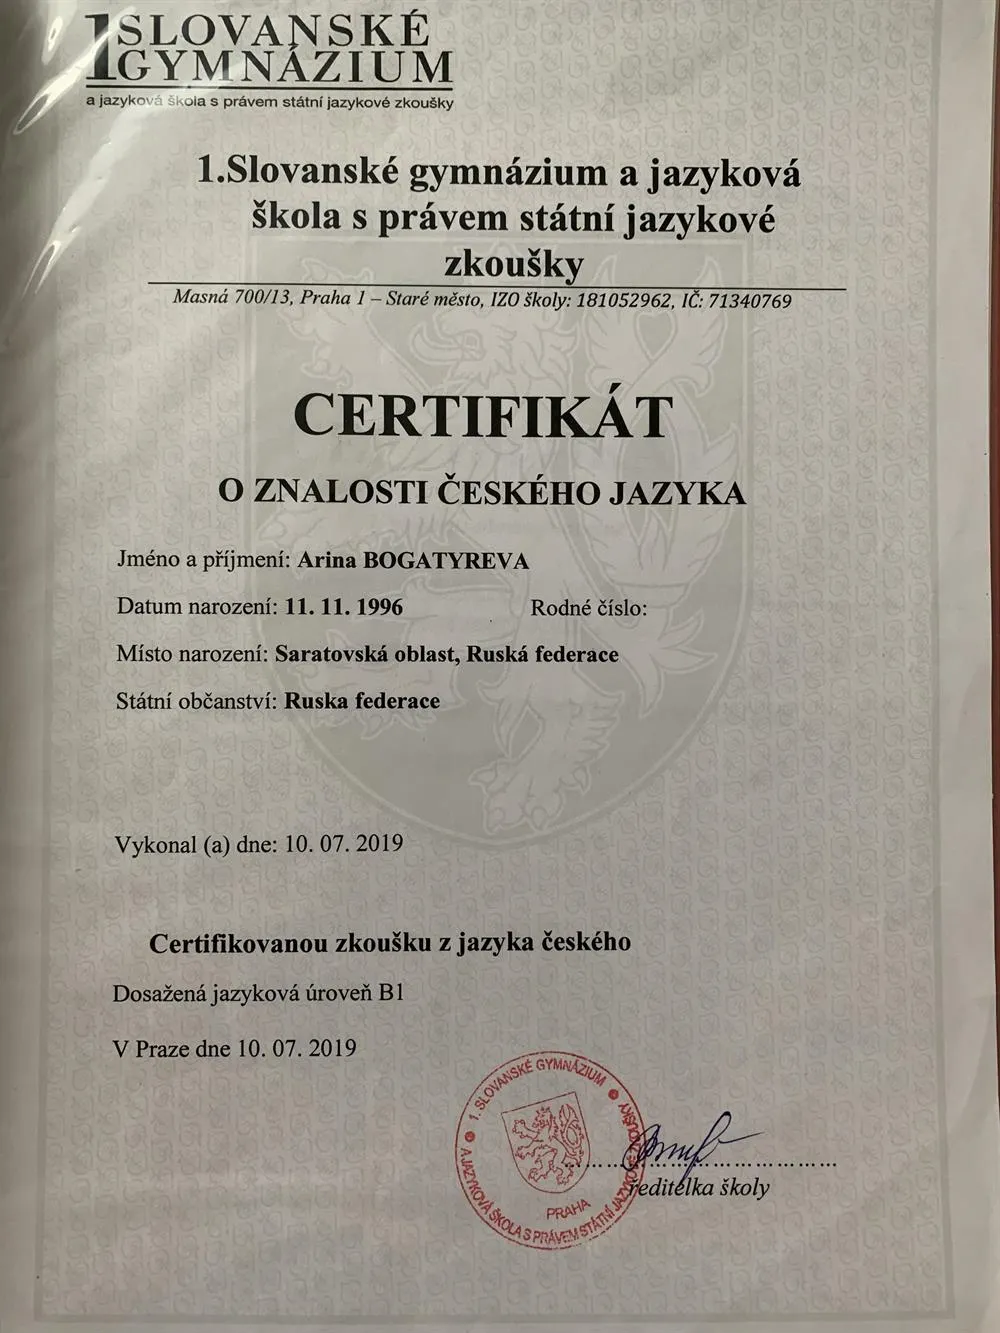 1 SLOVANSKÉ
GYMNÁZIUM
a jazyková škola s právem státní jazykové zkoušky
1.Slovanské gymnázium a jazyková
škola s právem státní jazykové
zkoušky
Masná 700/13, Praha 1 – Staré město, IZO školy: 181052962, IČ: 71340769
CERTIFIKÁT
O ZNALOSTI ČESKÉHO JAZYKA
Jméno a příjmení: Arina BOGATYREVA
Datum narození: 11. 11. 1996 Rodné číslo:
Místo narození: Saratovská oblast, Ruská federace
Státní občanství: Ruska federace
Vykonal (a) dne: 10. 07. 2019
Certifikovanou zkoušku z jazyka českého
Dosažená jazyková úroveň B1
V Praze dne 10. 07. 2019
1. SLOVANSKÉ GYMNÁZIUM
A JAZYKOVÁ ŠKOLA S PRÁVEM STÁTNÍ JAZYKOVÉ ZKOUŠKY
PRAHA
ředitelka školy